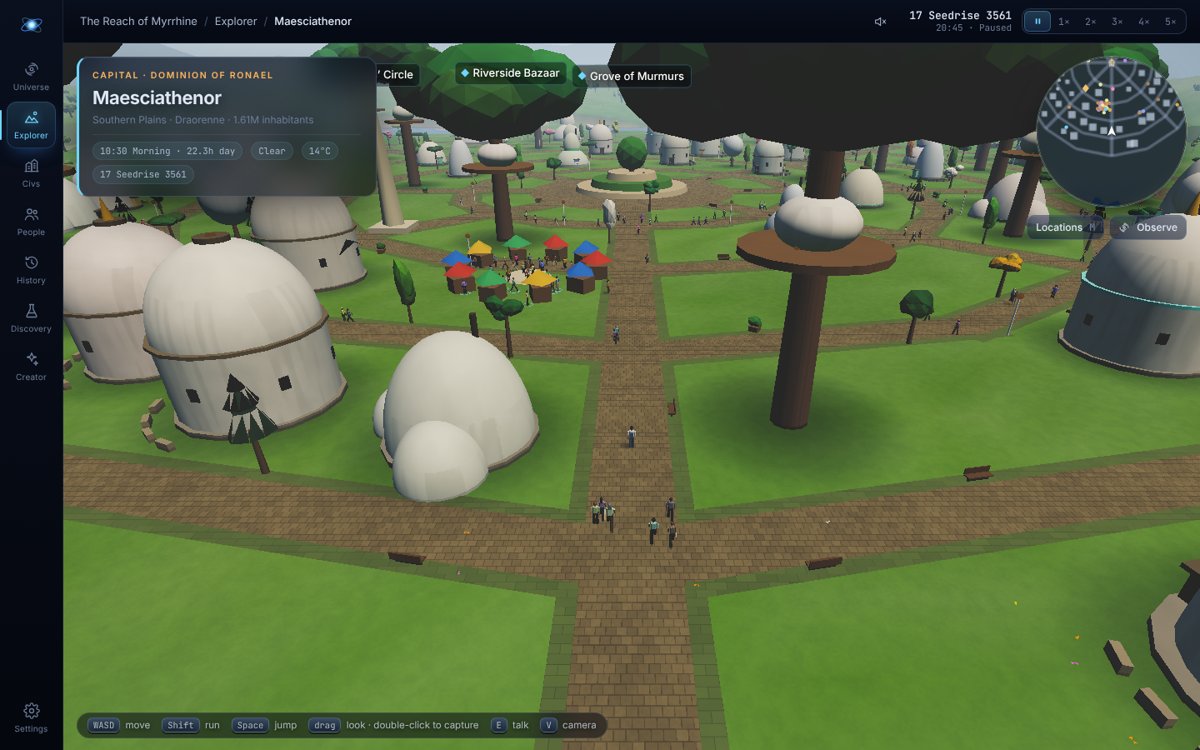 The Reach of Myrrhine / Explorer / Maesciathenor
17 Seedrise 3561
20:45 · Paused
1× 2× 3× 4× 5×
Universe
Explorer
Civs
People
History
Discovery
Creator
Settings
CAPITAL · DOMINION OF RONAEL
Maesciathenor
Southern Plains · Draorenne · 1.61M inhabitants
10:30 Morning · 22.3h day
Clear
14°C
17 Seedrise 3561
Circle
Riverside Bazaar
Grove of Murmurs
Locations M
Observe
WASD move Shift run Space jump drag look · double-click to capture E talk V camera